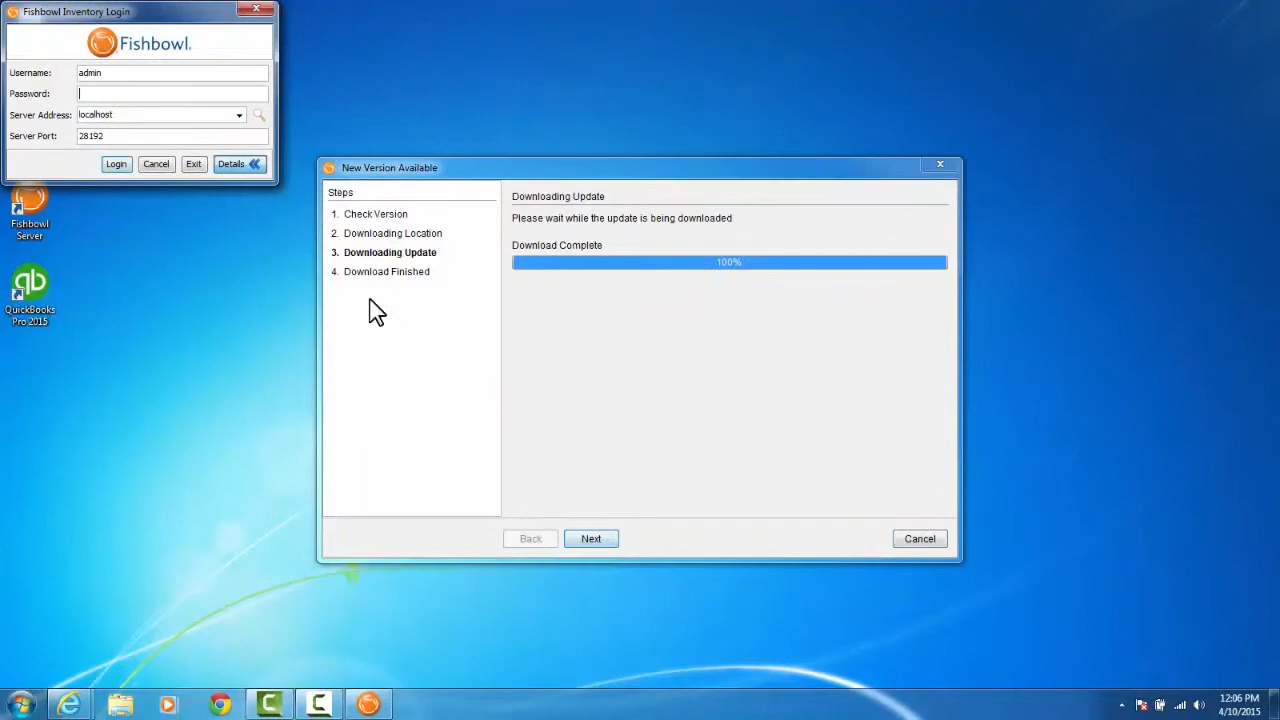 Fishbowl Inventory Login
Fishbowl.
Username: admin
Password:
Server Address: localhost
Server Port: 28192
Login Cancel Exit Details
Fishbowl
Server
QuickBooks
Pro 2015
New Version Available
Steps
1. Check Version
2. Downloading Location
3. Downloading Update
4. Download Finished
Downloading Update
Please wait while the update is being downloaded
Download Complete
100%
Back Next Cancel
12:06 PM
4/10/2015